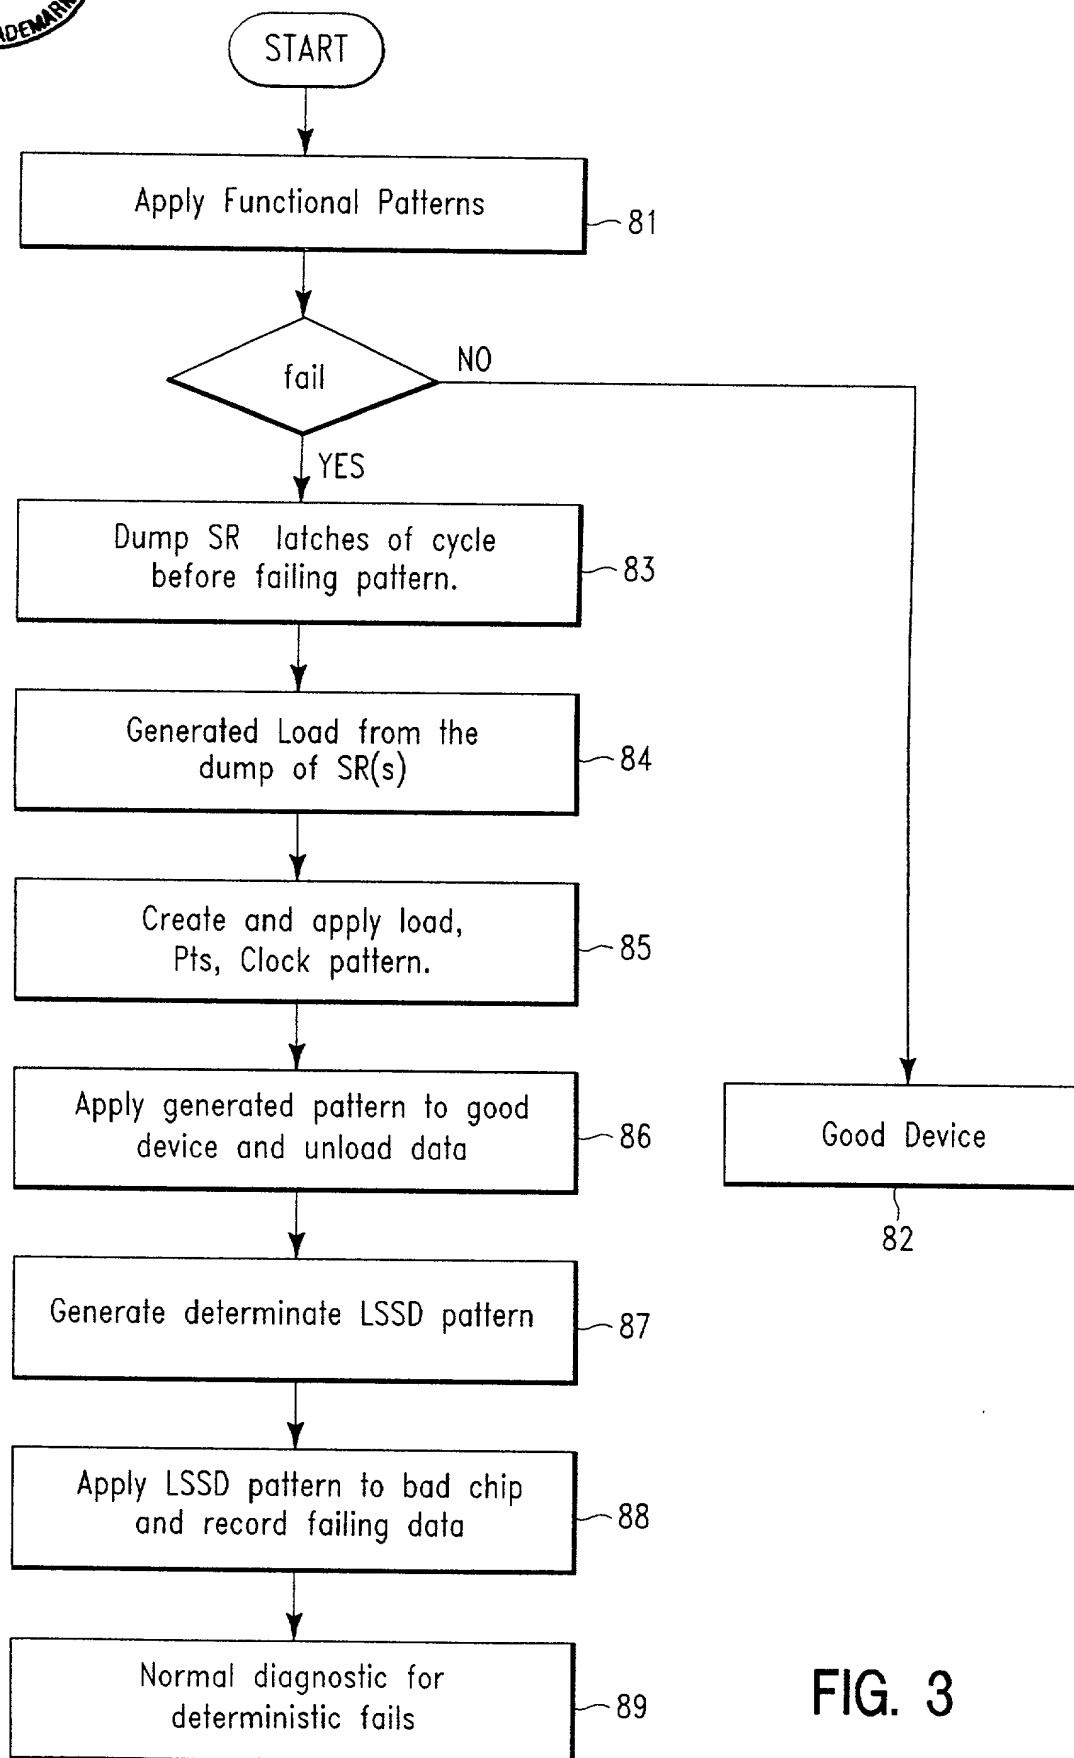 START
Apply Functional Patterns
81
fail
NO
YES
Dump SR latches of cycle
before failing pattern.
83
Generated Load from the
dump of SR(s)
84
Create and apply load,
Pts, Clock pattern.
85
Apply generated pattern to good
device and unload data
86
Good Device
82
Generate determinate LSSD pattern
87
Apply LSSD pattern to bad chip
and record failing data
88
Normal diagnostic for
deterministic fails
89
FIG. 3